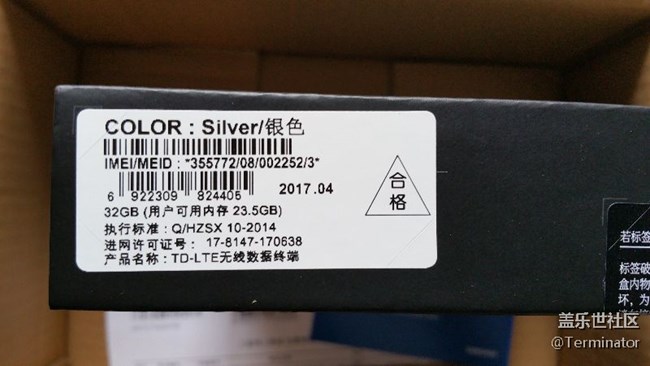 COLOR : Silver/银色
IMEI/MEID : *355772/08/002252/3*
6 922309 824405
2017.04
合格
32GB (用户可用内存 23.5GB)
执行标准 : Q/HZSX 10-2014
进网许可证号 : 17-8147-170638
产品名称 : TD-LTE无线数据终端
若标签
标签破
盒内物
坏，为
盖乐世社区
@Terminator